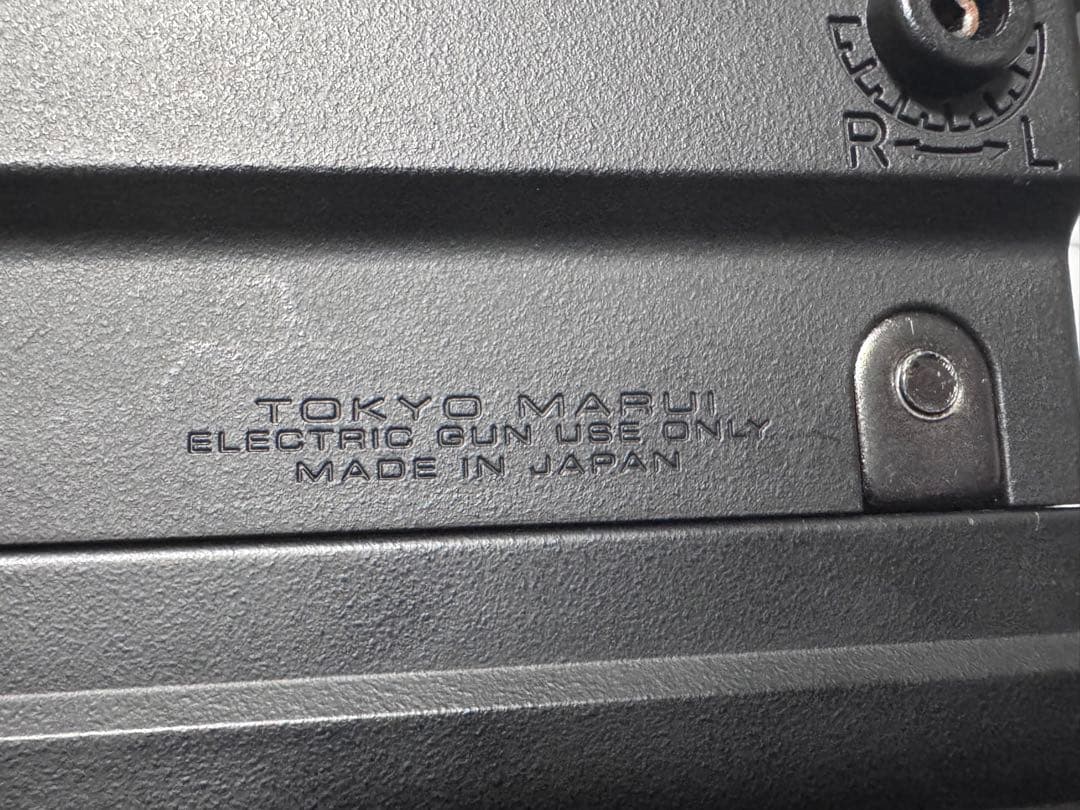 R L
TOKYO MARUI
ELECTRIC GUN USE ONLY
MADE IN JAPAN